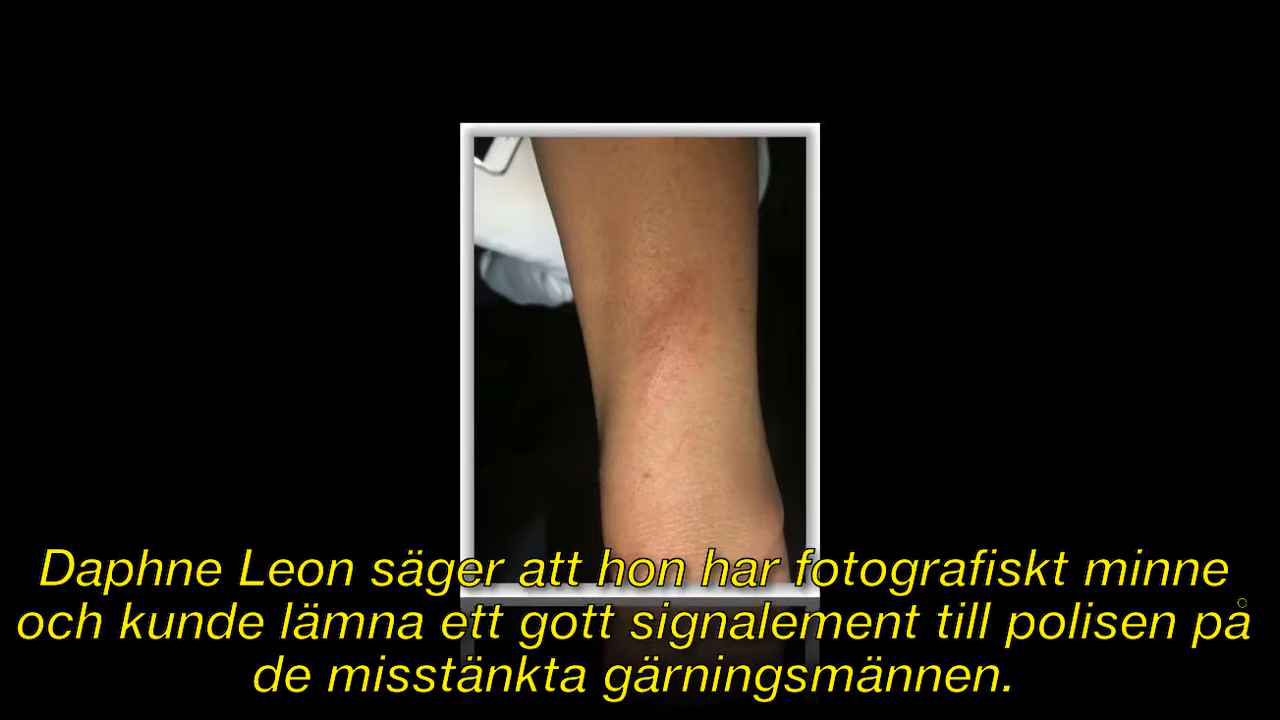 Daphne Leon säger att hon har fotografiskt minne
och kunde lämna ett gott signalement till polisen på
de misstänkta gärningsmännen.